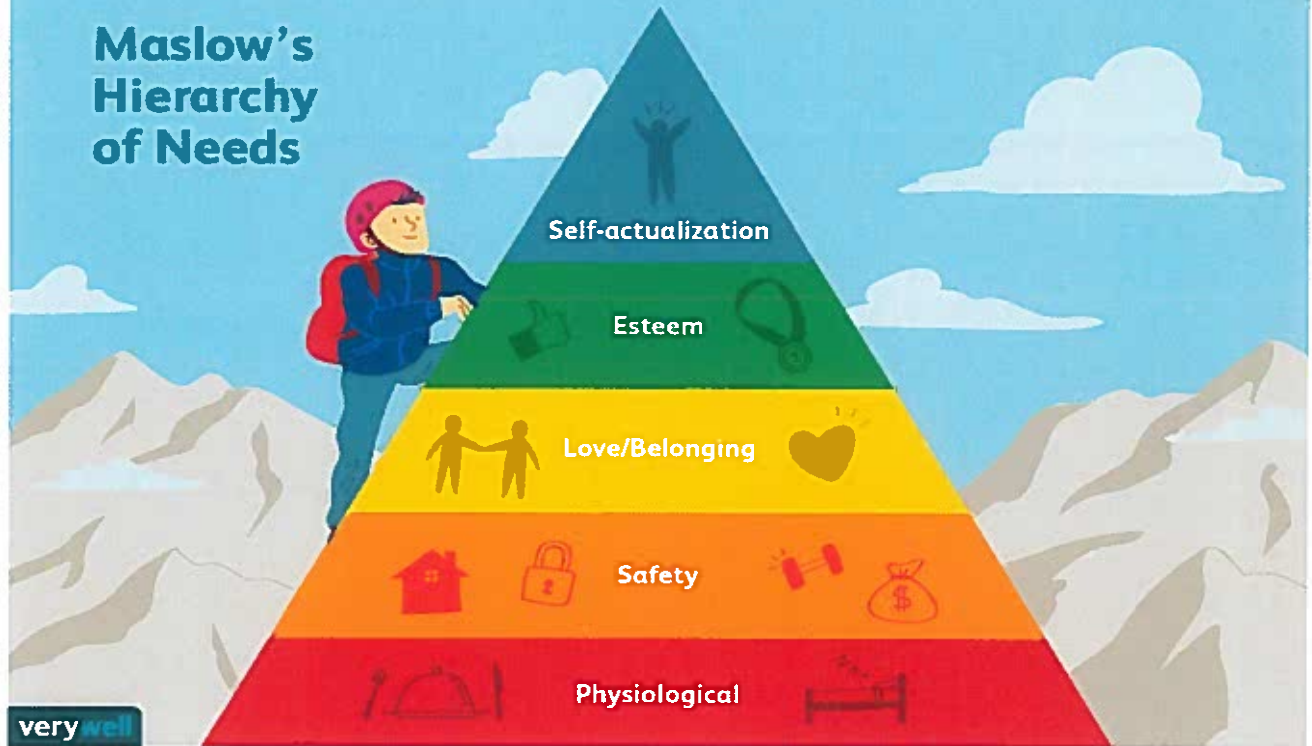 Maslow's
Hierarchy
of Needs
Self-actualization
Esteem
Love/Belonging
Safety
$
Physiological
verywell